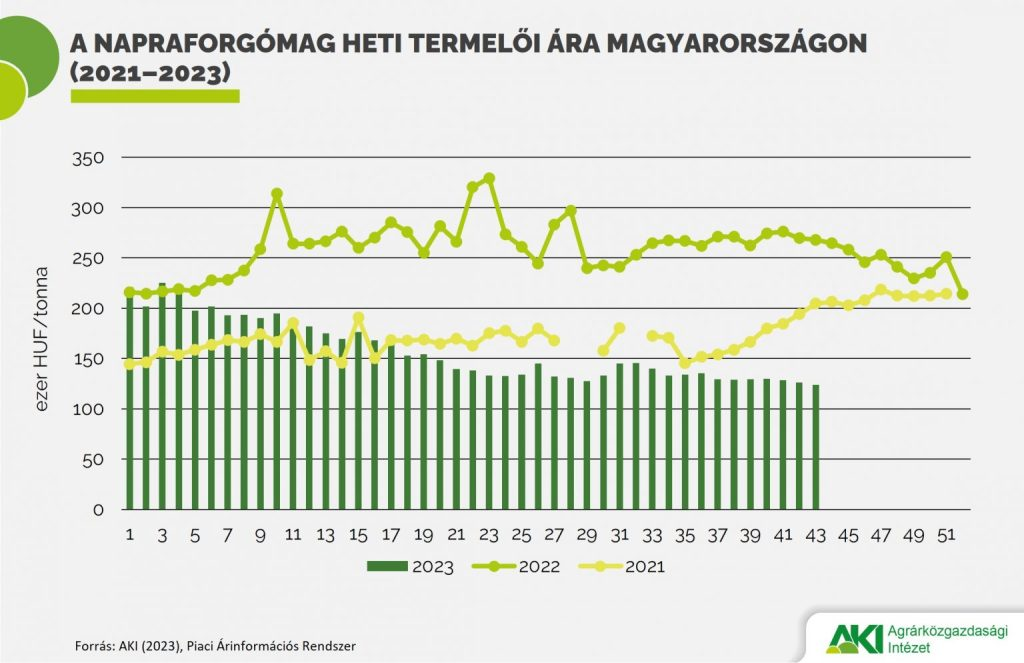 A NAPRAFORGÓMAG HETI TERMELŐI ÁRA MAGYARORSZÁGON
(2021–2023)
ezer HUF/tonna
350
300
250
200
150
100
50
0
1 3 5 7 9 11 13 15 17 19 21 23 25 27 29 31 33 35 37 39 41 43 45 47 49 51
2023 2022 2021
Forrás: AKI (2023), Piaci Árinformációs Rendszer
AKI
Agrárközgazdasági
Intézet